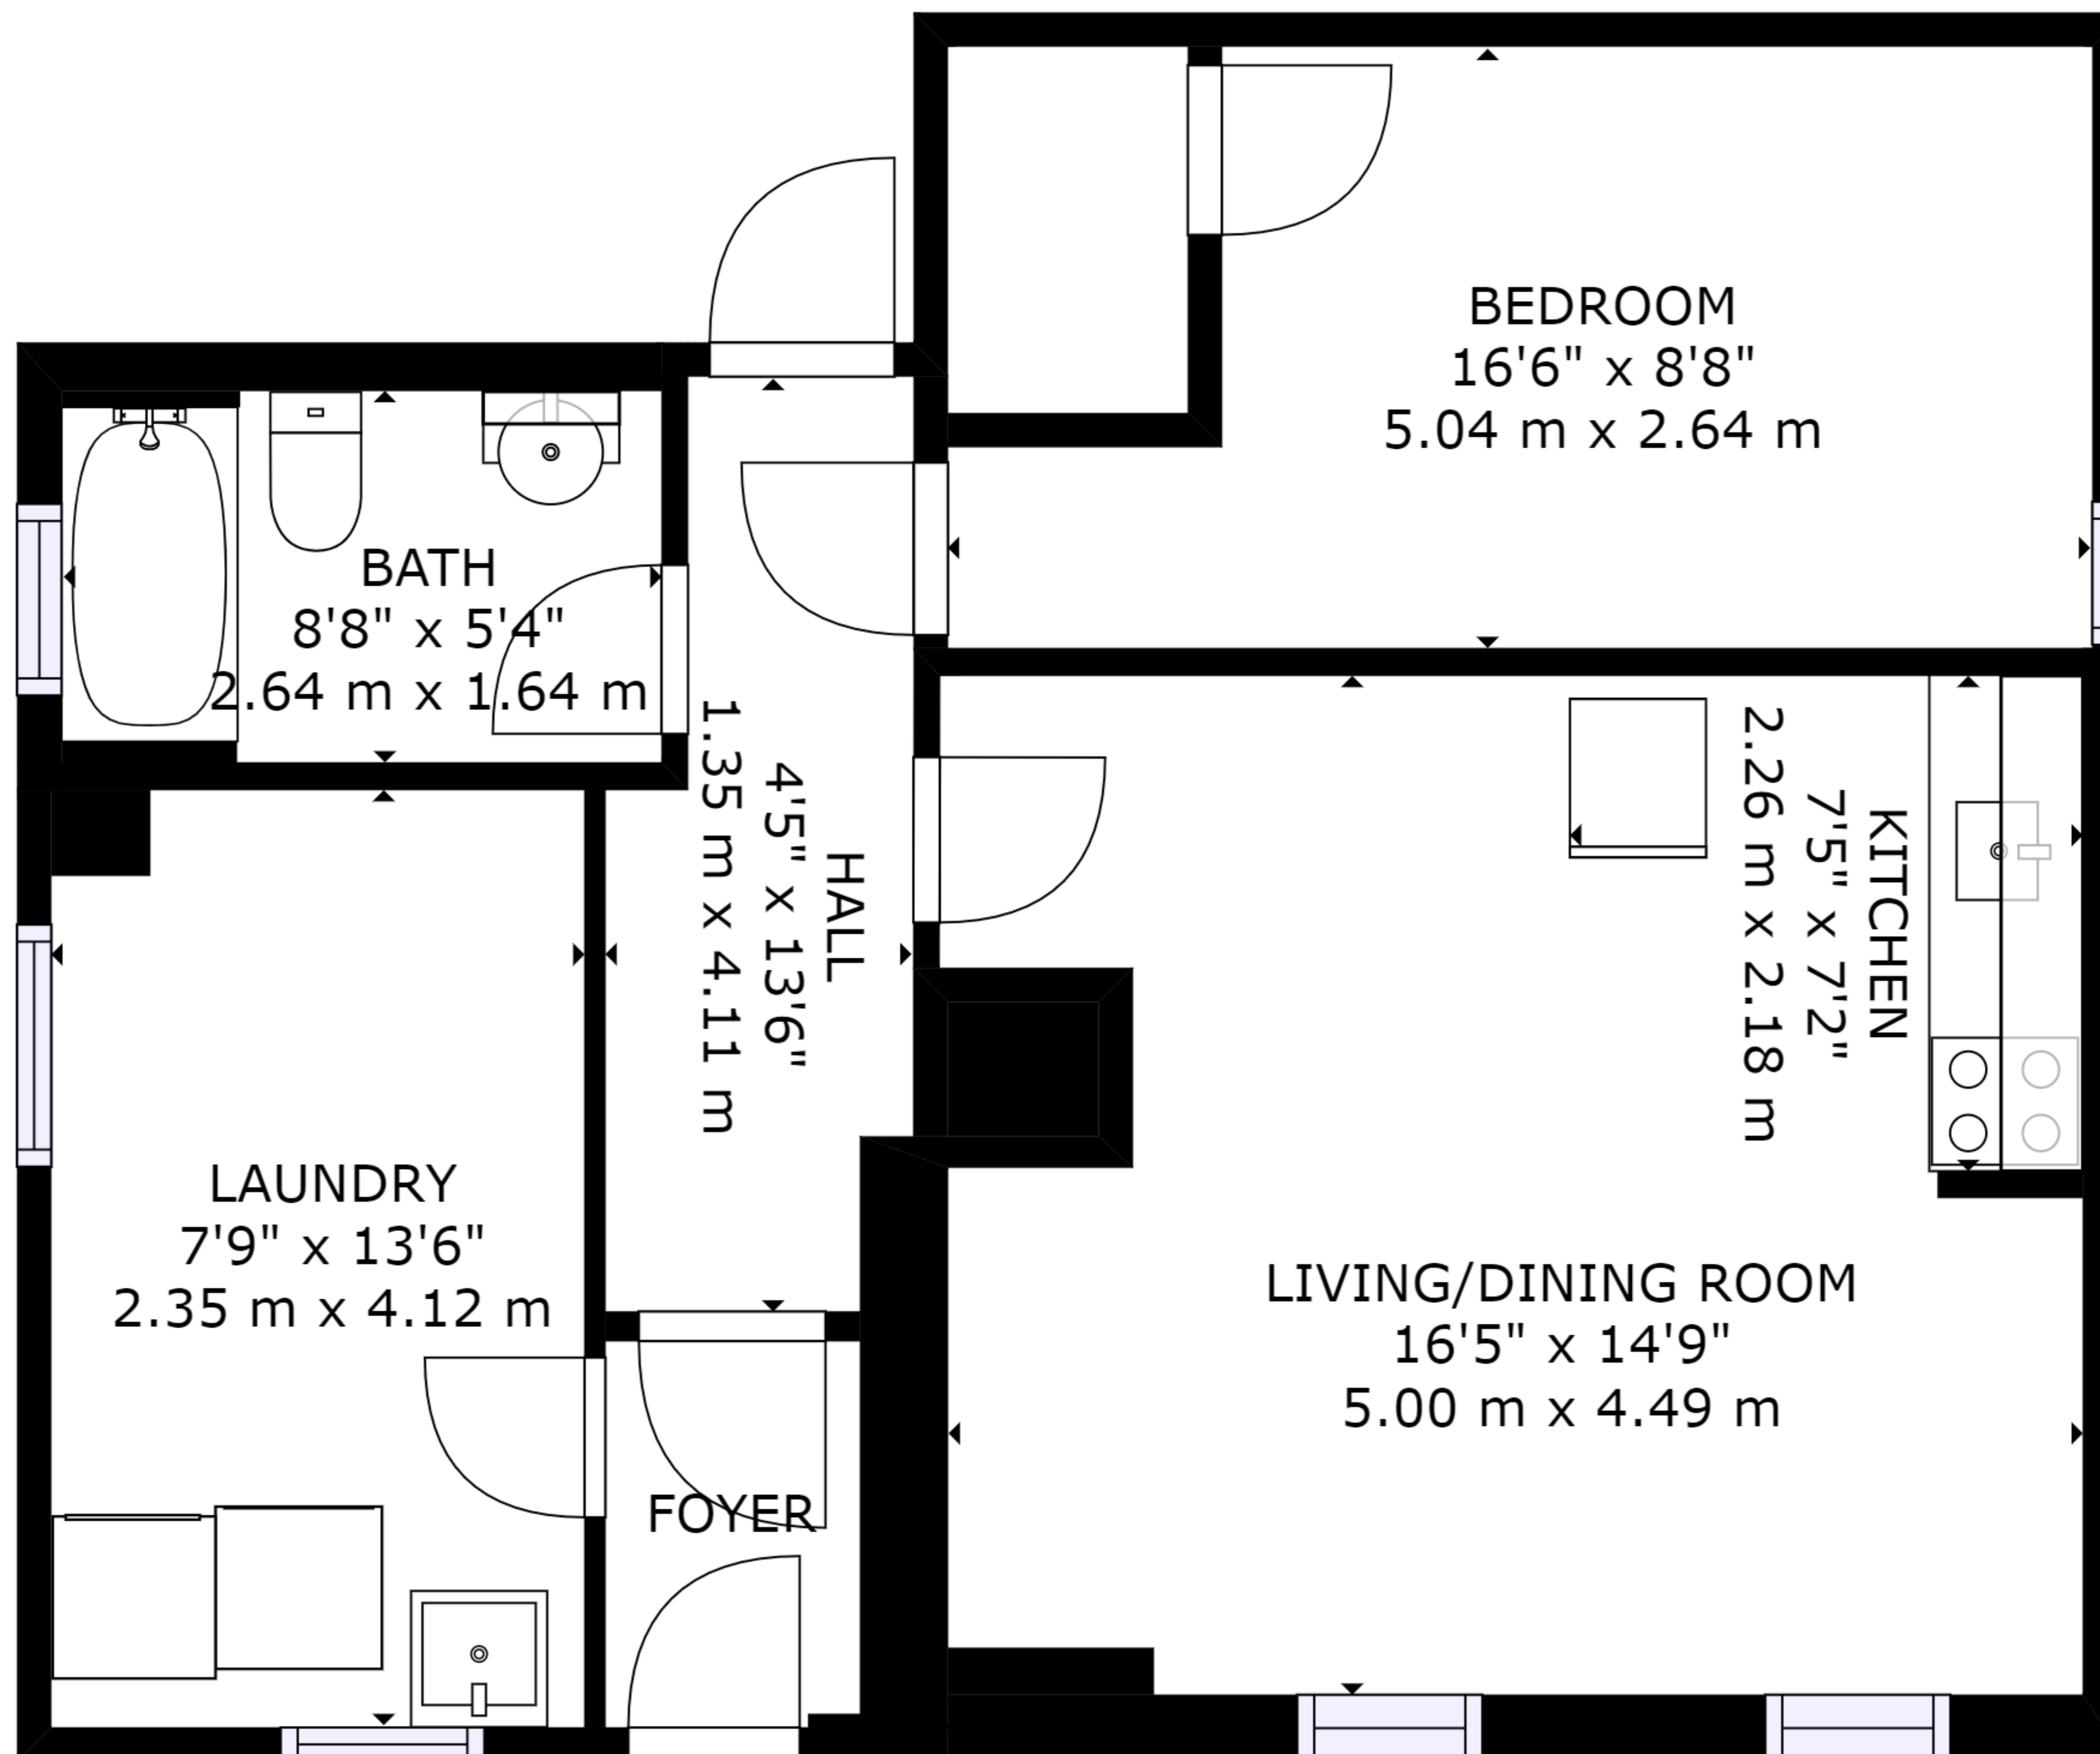 BEDROOM
16'6" x 8'8"
5.04 m x 2.64 m
BATH
8'8" x 5'4"
2.64 m x 1.64 m
HALL
4'5" x 13'6"
1.35 m x 4.11 m
KITCHEN
7'5" x 7'2"
2.26 m x 2.18 m
LAUNDRY
7'9" x 13'6"
2.35 m x 4.12 m
LIVING/DINING ROOM
16'5" x 14'9"
5.00 m x 4.49 m
FOYER